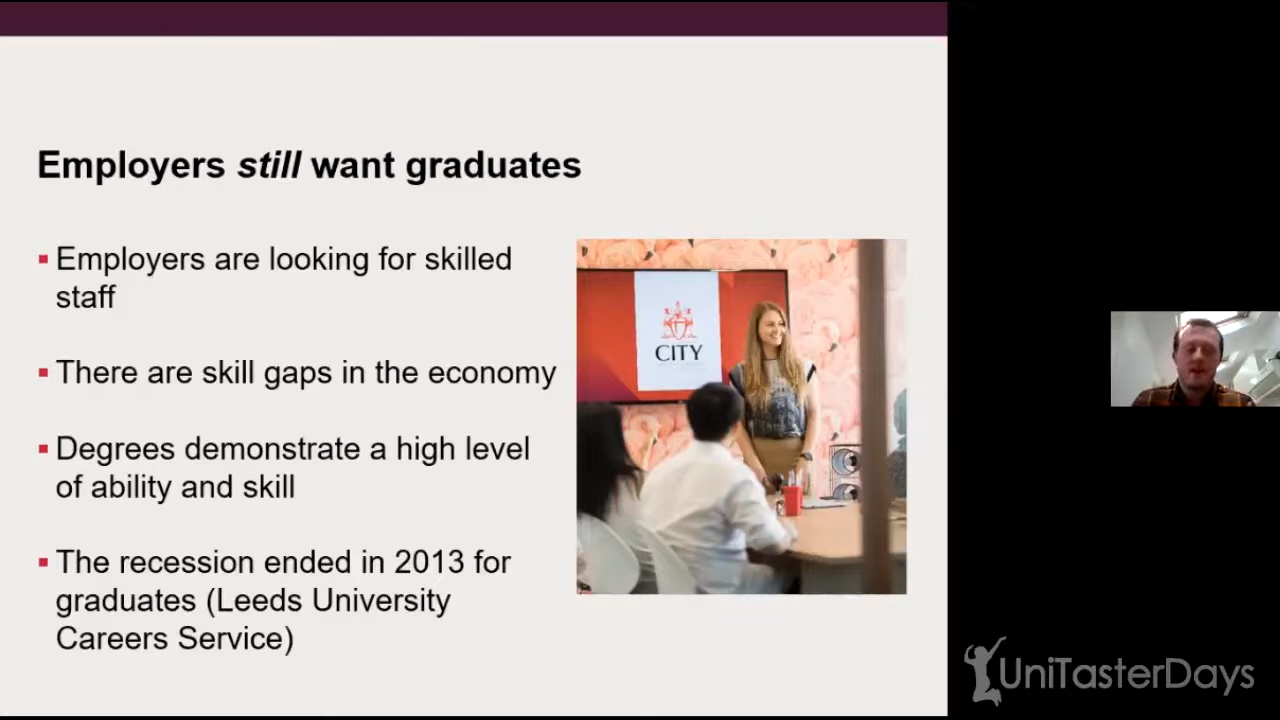 Employers still want graduates
Employers are looking for skilled
staff
There are skill gaps in the economy
Degrees demonstrate a high level
of ability and skill
The recession ended in 2013 for
graduates (Leeds University
Careers Service)
CITY
UniTasterDays